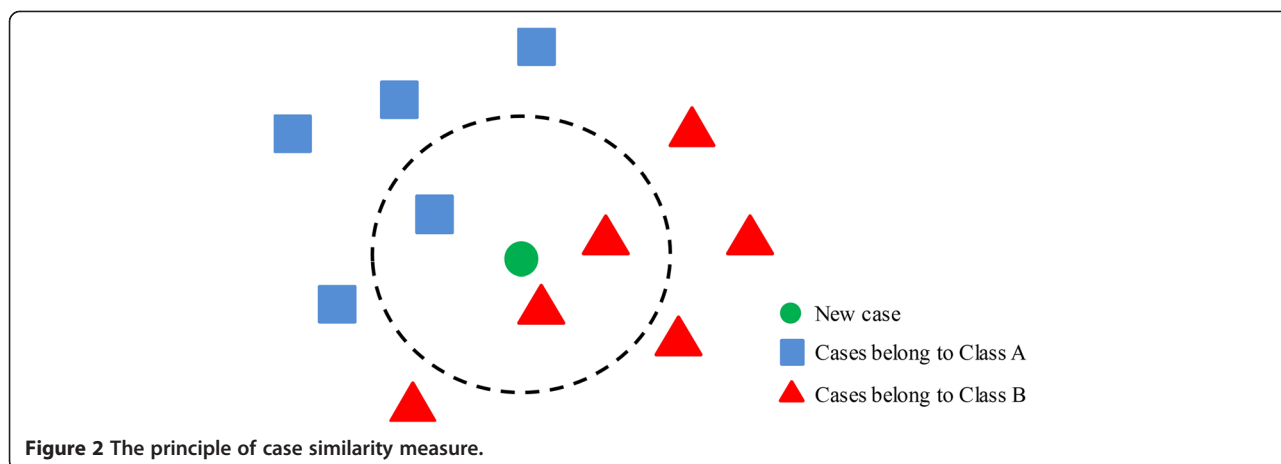 New case
Cases belong to Class A
Cases belong to Class B
Figure 2 The principle of case similarity measure.